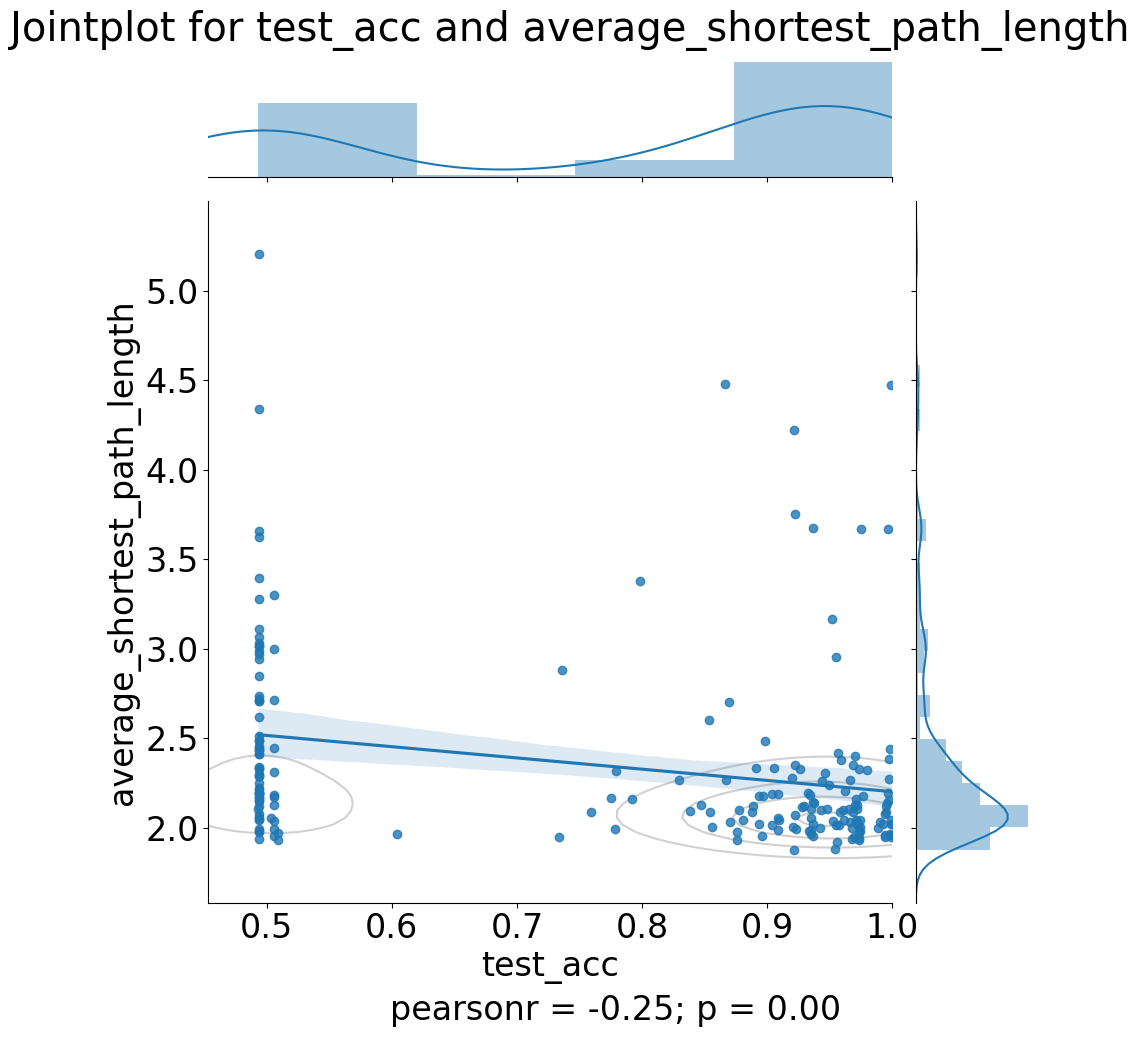 Jointplot for test_acc and average_shortest_path_length
average_shortest_path_length
5.0
4.5
4.0
3.5
3.0
2.5
2.0
0.5 0.6 0.7 0.8 0.9 1.0
test_acc
pearsonr = -0.25; p = 0.00